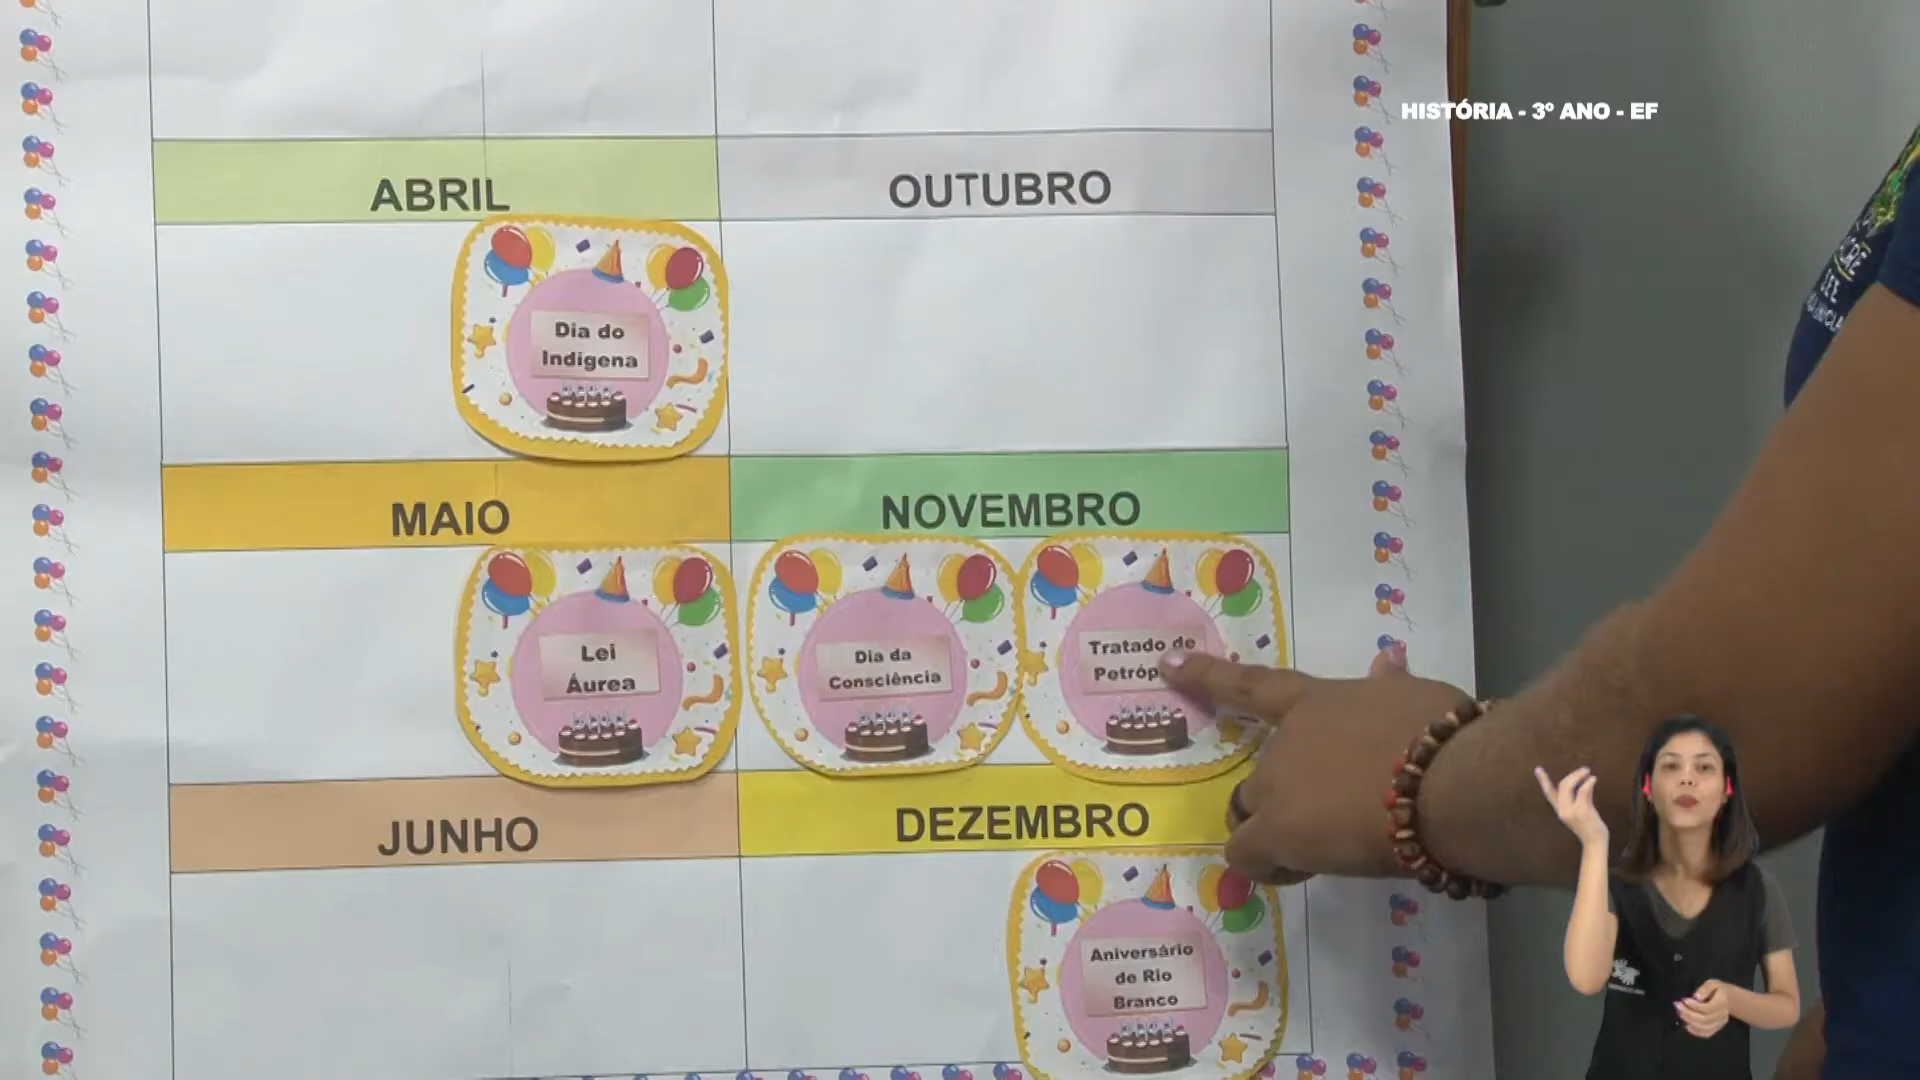 HISTÓRIA - 3º ANO - EF
ABRIL
OUTUBRO
Dia do
Indígena
MAIO
NOVEMBRO
Lei
Áurea
Dia da
Consciência
Tratado de
JUNHO
DEZEMBRO
Aniversário
de Rio
Branco